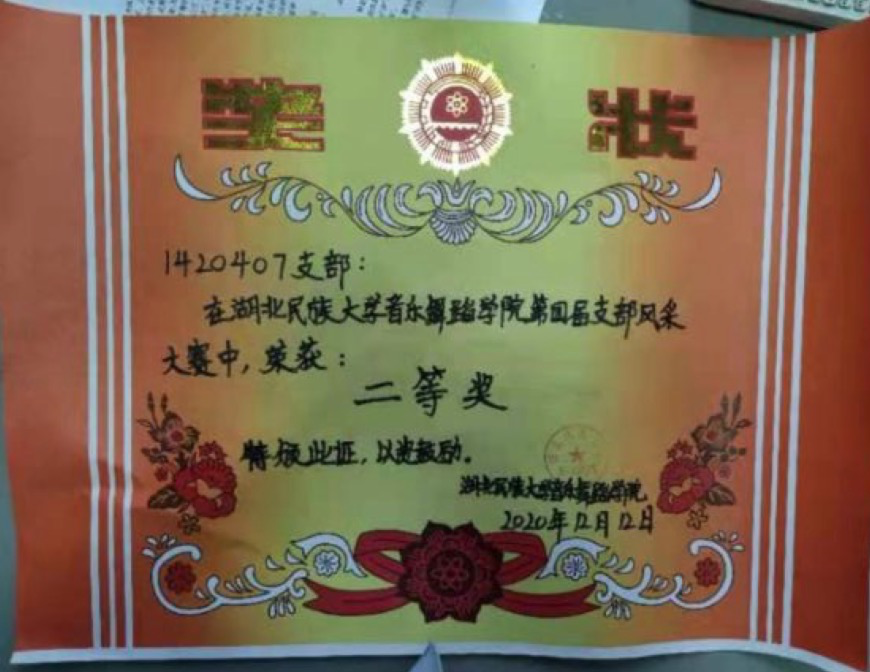 奖状
1420407支部：
在湖北民族大学音乐舞蹈学院第四届支部风采
大赛中，荣获：
二等奖
特颁此证，以资鼓励。
湖北民族大学音乐舞蹈学院
2020年12月12日